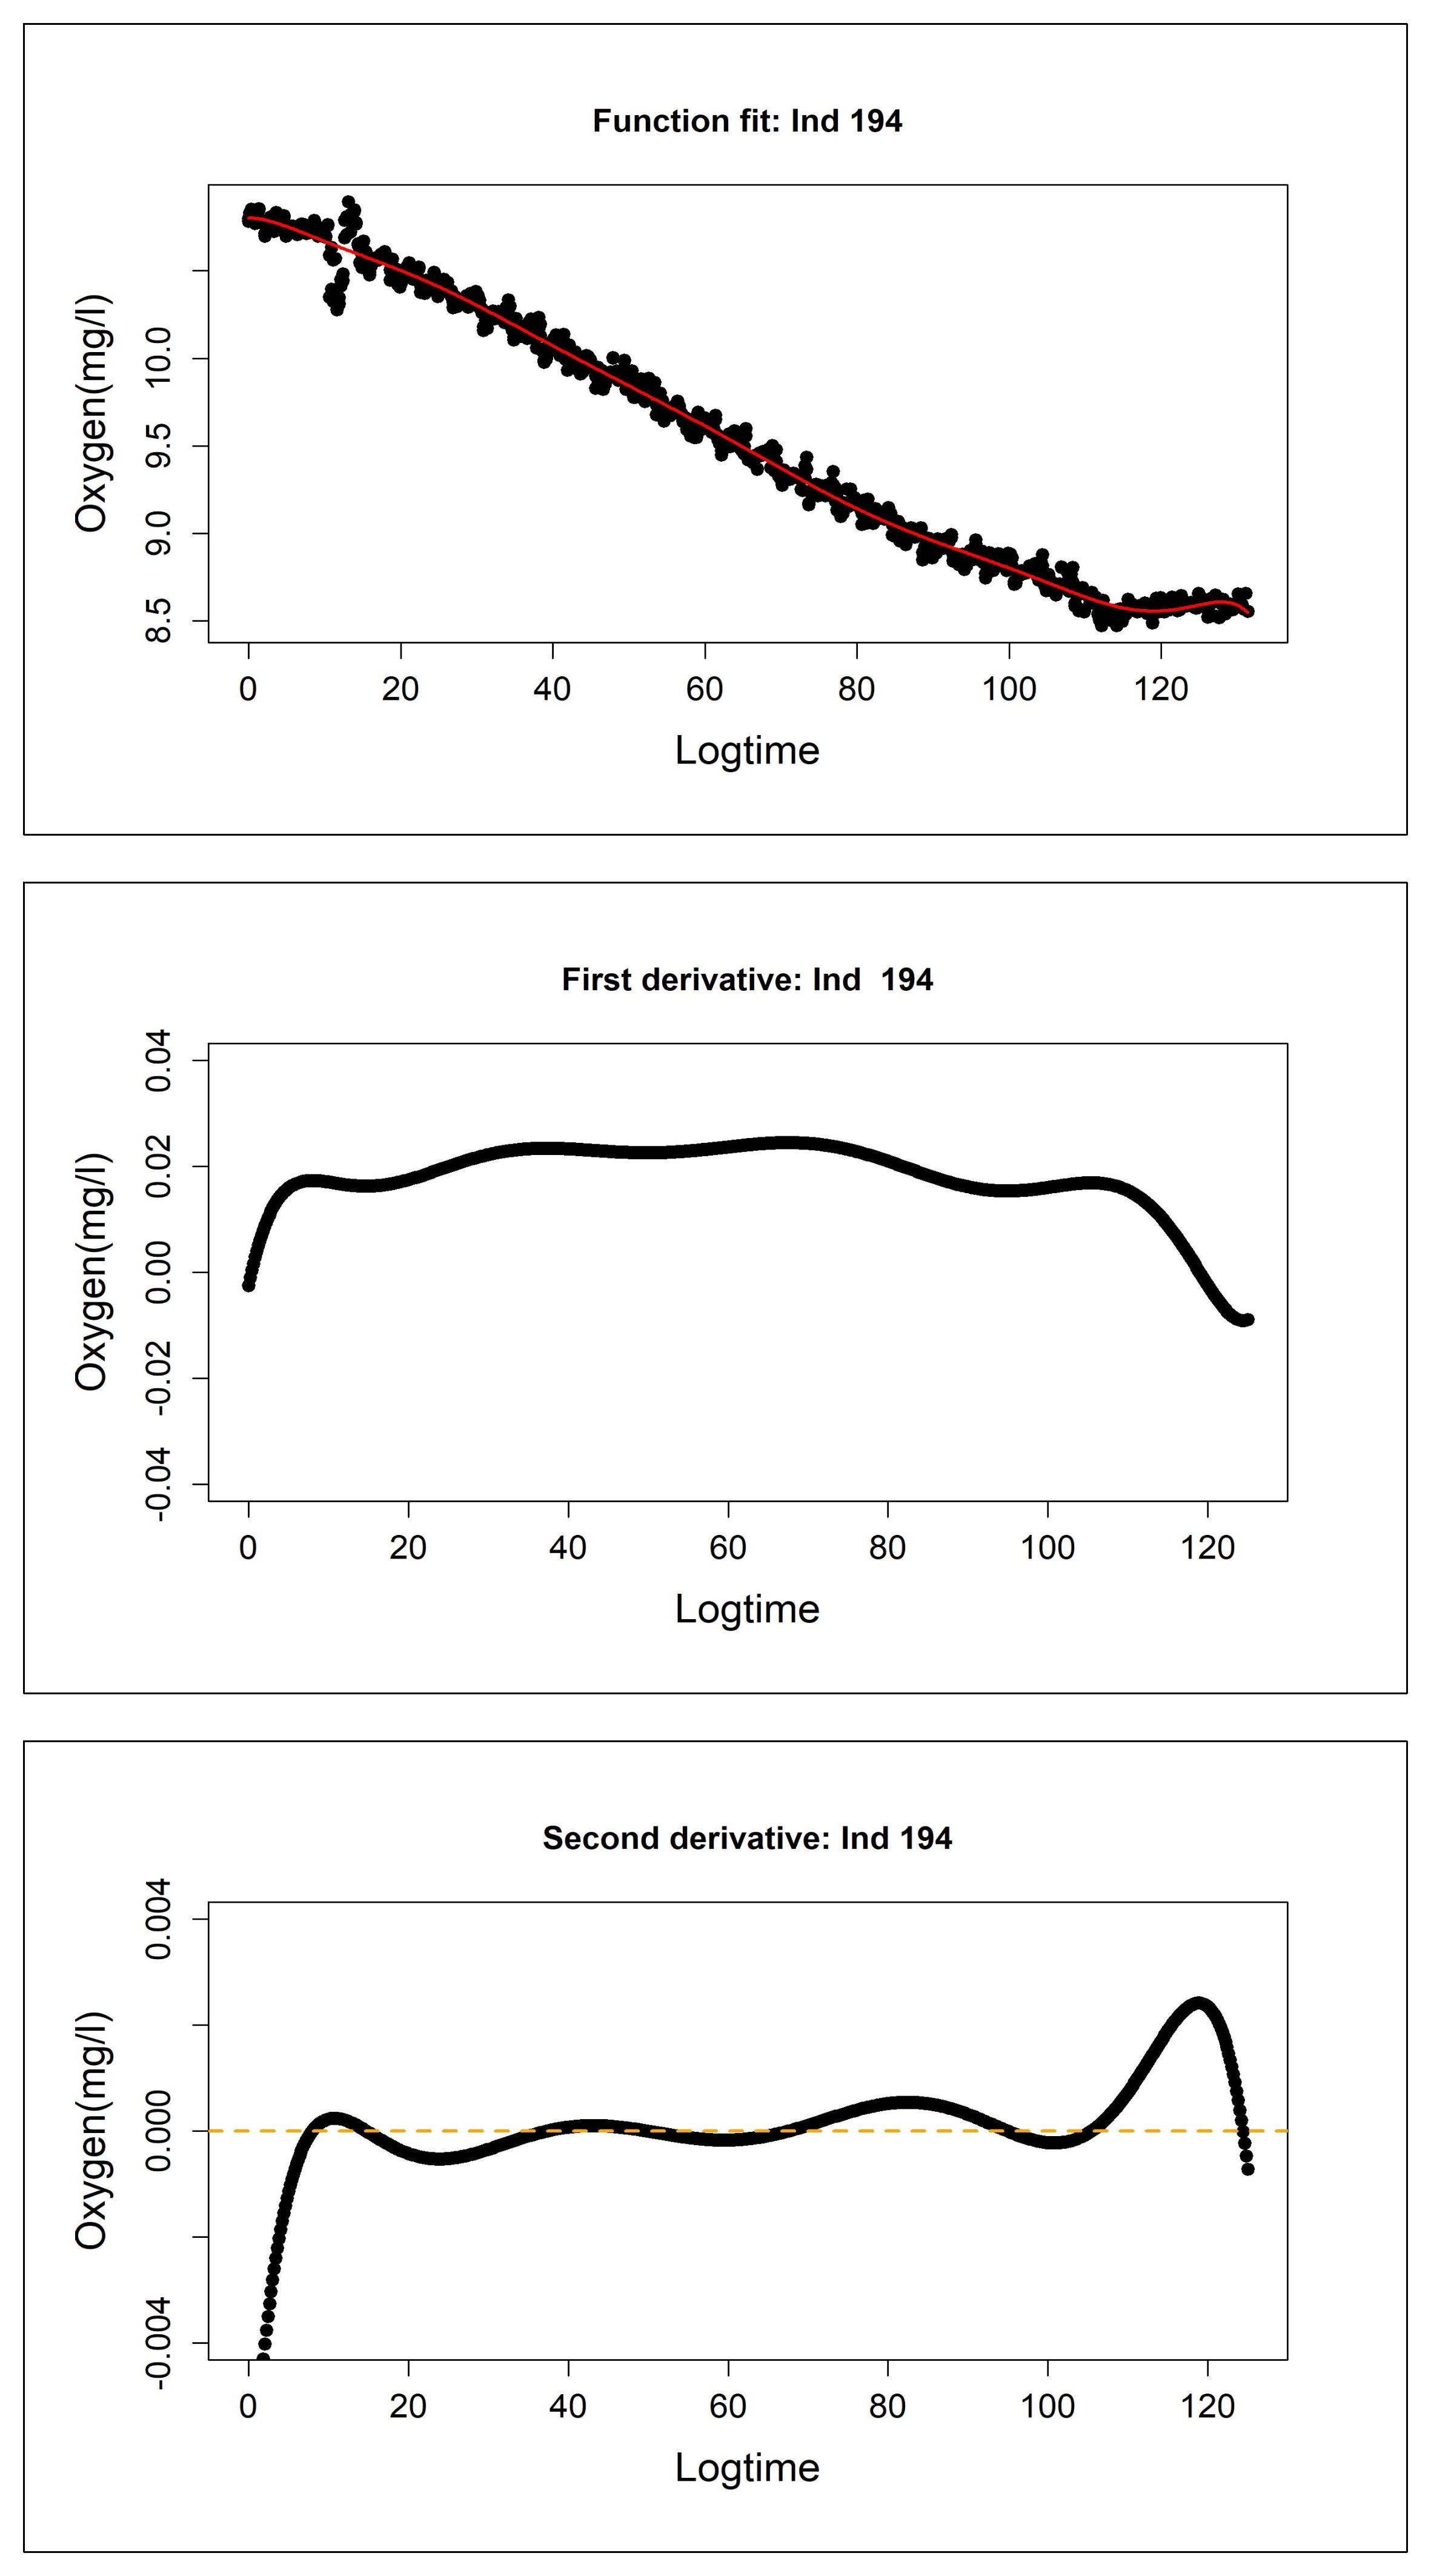 Function fit: Ind 194
Oxygen(mg/l)
10.0
9.5
9.0
8.5
0 20 40 60 80 100 120
Logtime
First derivative: Ind  194
Oxygen(mg/l)
0.04
0.02
0.00
-0.02
-0.04
0 20 40 60 80 100 120
Logtime
Second derivative: Ind 194
Oxygen(mg/l)
0.004
0.000
-0.004
0 20 40 60 80 100 120
Logtime